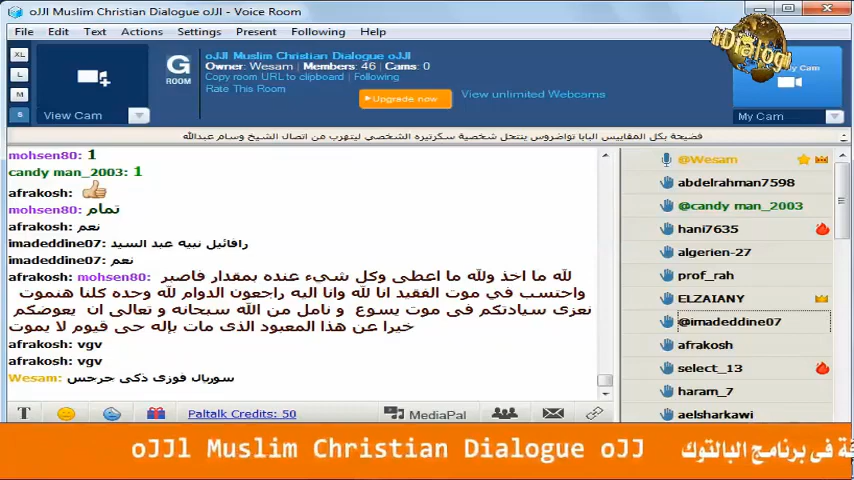 oJJl Muslim Christian Dialogue oJJl - Voice Room
File Edit Text Actions Settings Present Following Help
XL
L
M
S
View Cam
G
ROOM
oJJl Muslim Christian Dialogue oJJl
Owner: Wesam | Members: 46 | Cams: 0
Copy room URL to clipboard | Following
Rate This Room
Upgrade now
View unlimited Webcams
My Cam
فضيحة بكل المقاييس البابا تواضروس ينتحل شخصية سكرتيره الشخصي ليتهرب من اتصال الشيخ وسام عبدالله
mohsen80: 1
candy man_2003: 1
afrakosh:
mohsen80: تمام
afrakosh: نعم
imadeddine07: رافائيل نبيه عبد السيد
imadeddine07: نعم
afrakosh: mohsen80: لله ما اخذ ولله ما اعطى وكل شيء عنده بمقدار فاصبر
واحتسب في موت الفقيد انا لله وانا اليه راجعون الدوام لله وحده كلنا هنموت
نعزى سيادتكم فى موت يسوع و نامل من الله سبحانه و تعالى ان يعوضكم
خيرا عن هذا المعبود الذى مات بإله حى قيوم لا يموت
afrakosh: vgv
afrakosh: vgv
Wesam: سوريال فوزى ذكى جرجس
@Wesam
abdelrahman7598
@candy man_2003
hani7635
algerien-27
prof_rah
ELZAIANY
@imadeddine07
afrakosh
select_13
haram_7
aelsharkawi
Paltalk Credits: 50
MediaPal
oJJl Muslim Christian Dialogue oJJ
فة فى برنامج البالتوك